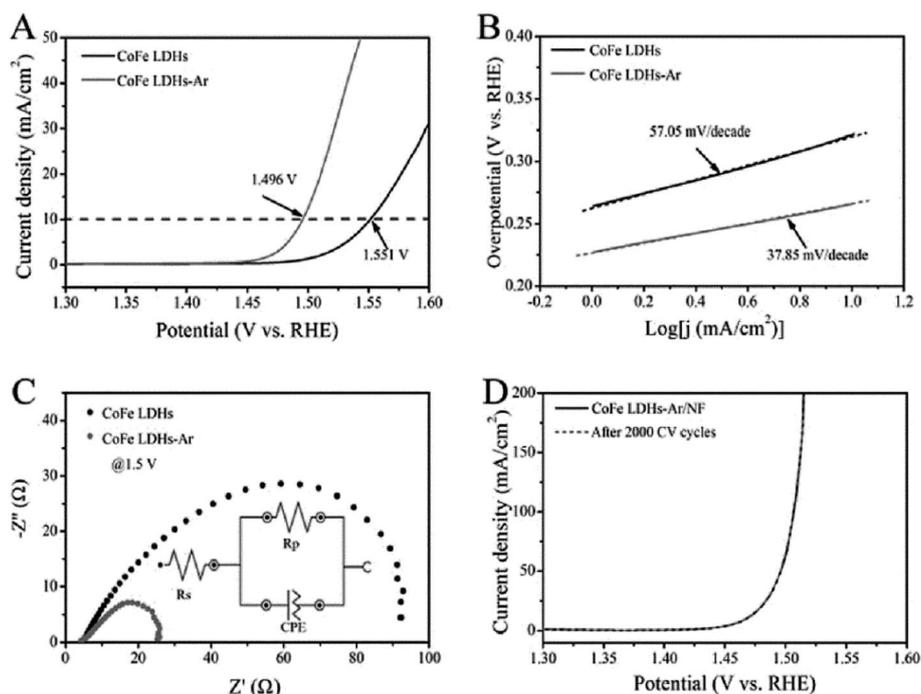 A
CoFe LDHs
CoFe LDHs-Ar
1.496 V
1.551 V
Current density (mA/cm²)
50
40
30
20
10
0
1.30 1.35 1.40 1.45 1.50 1.55 1.60
Potential (V vs. RHE)
B
CoFe LDHs
CoFe LDHs-Ar
57.05 mV/decade
37.85 mV/decade
Overpotential (V vs. RHE)
0.40
0.35
0.30
0.25
0.20
-0.2 0.0 0.2 0.4 0.6 0.8 1.0 1.2
Log[j (mA/cm²)]
C
CoFe LDHs
CoFe LDHs-Ar
@1.5 V
Rp
Rs
CPE
-Z'' (Ω)
40
30
20
10
0
0 20 40 60 80 100
Z' (Ω)
D
CoFe LDHs-Ar/NF
After 2000 CV cycles
Current density (mA/cm²)
200
150
100
50
0
1.30 1.35 1.40 1.45 1.50 1.55 1.60
Potential (V vs. RHE)